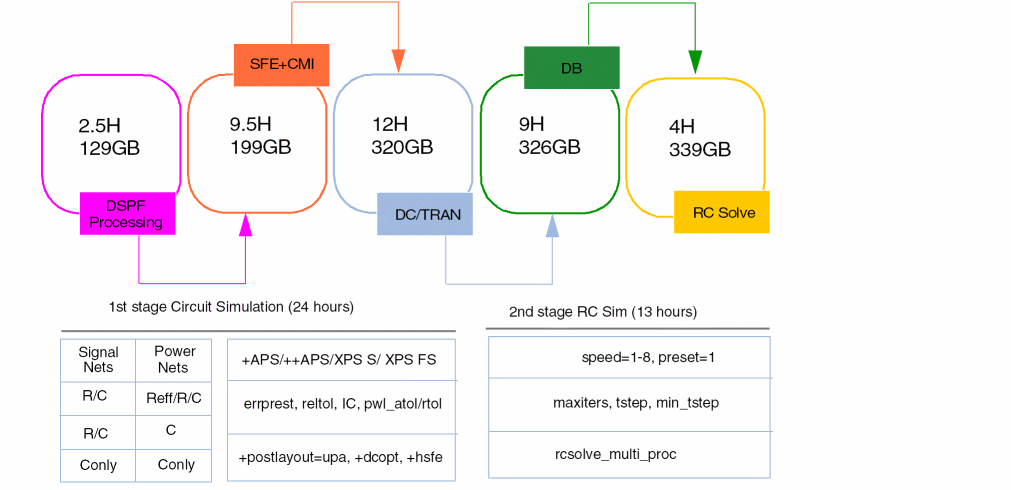 SFE+CMI
DB
2.5H
129GB
9.5H
199GB
12H
320GB
9H
326GB
4H
339GB
DSPF
Processing
DC/TRAN
RC Solve
1st stage Circuit Simulation (24 hours)
2nd stage RC Sim (13 hours)
Signal
Nets
Power
Nets
R/C
Reff/R/C
R/C
C
Conly
Conly
+APS/++APS/XPS S/ XPS FS
errprest, reltol, IC, pwl_atol/rtol
+postlayout=upa, +dcopt, +hsfe
speed=1-8, preset=1
maxiters, tstep, min_tstep
rcsolve_multi_proc